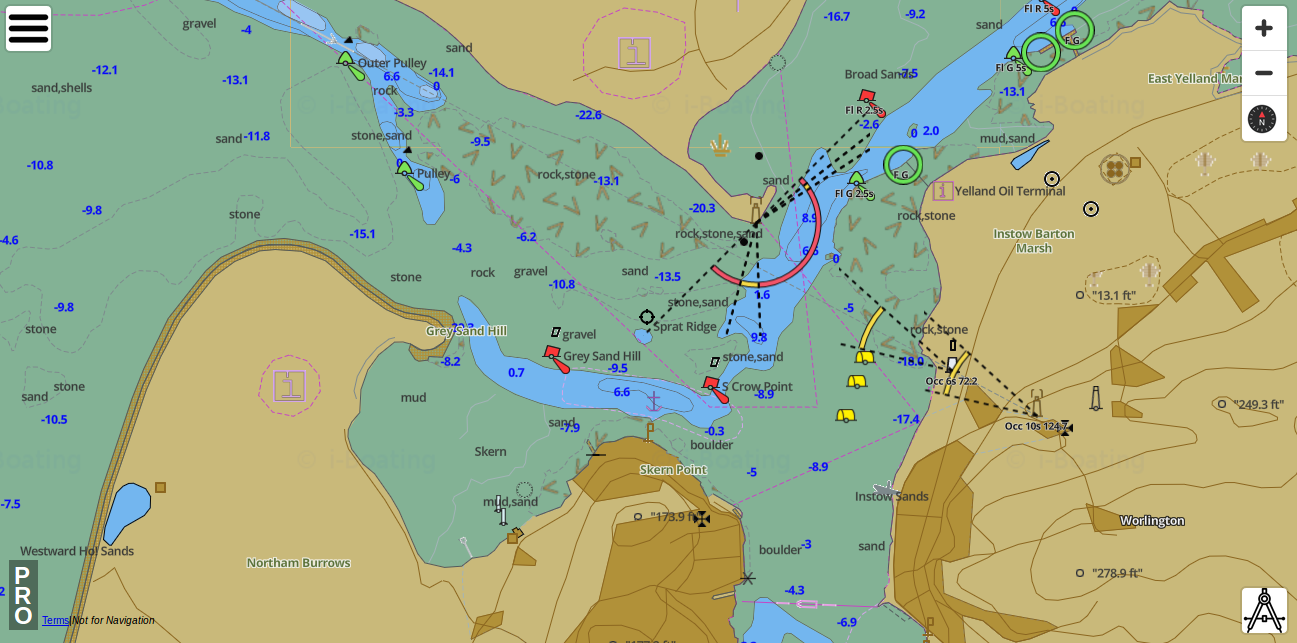 -16.7
-9.2
Fl R 5s
gravel
-4
sand
sand
F G
Outer Pulley
6.6
-14.1
0
rock
Fl G 5s
-12.1
-13.1
sand,shells
Broad Sands
-7.5
East Yelland Mar
-13.1
© i-Boating
Fl R 2.5s
-3.3
-22.6
-2.6
0
2.0
sand
-11.8
stone,sand
-9.5
mud,sand
-10.8
Pulley
-6
rock,stone
-13.1
sand
F G
Fl G 2.5s
Yelland Oil Terminal
-9.8
stone
-20.3
8.9
rock,stone
-4.6
-15.1
-6.2
rock,stone,sand
Instow Barton
Marsh
-4.3
0
stone
rock
gravel
sand
-13.5
-10.8
"13.1 ft"
-9.8
stone,sand
1.6
-5
stone
Grey Sand Hill
Sprat Ridge
rock,stone
gravel
9.8
-8.2
Grey Sand Hill
stone,sand
-18.0
0.7
-9.5
Occ 6s 72.2
stone
S Crow Point
6.6
-8.9
sand
mud
"249.3 ft"
-10.5
sand
-7.9
-0.3
-17.4
Occ 10s 124.7
boulder
Skern
i-Boating
© i-Boating
© i-Boating
Skern Point
-5
-8.9
-7.5
mud,sand
Instow Sands
"173.9 ft"
Worlington
Westward Ho! Sands
boulder
-3
sand
Northam Burrows
"278.9 ft"
-4.3
PRO
Terms|Not for Navigation
-6.9